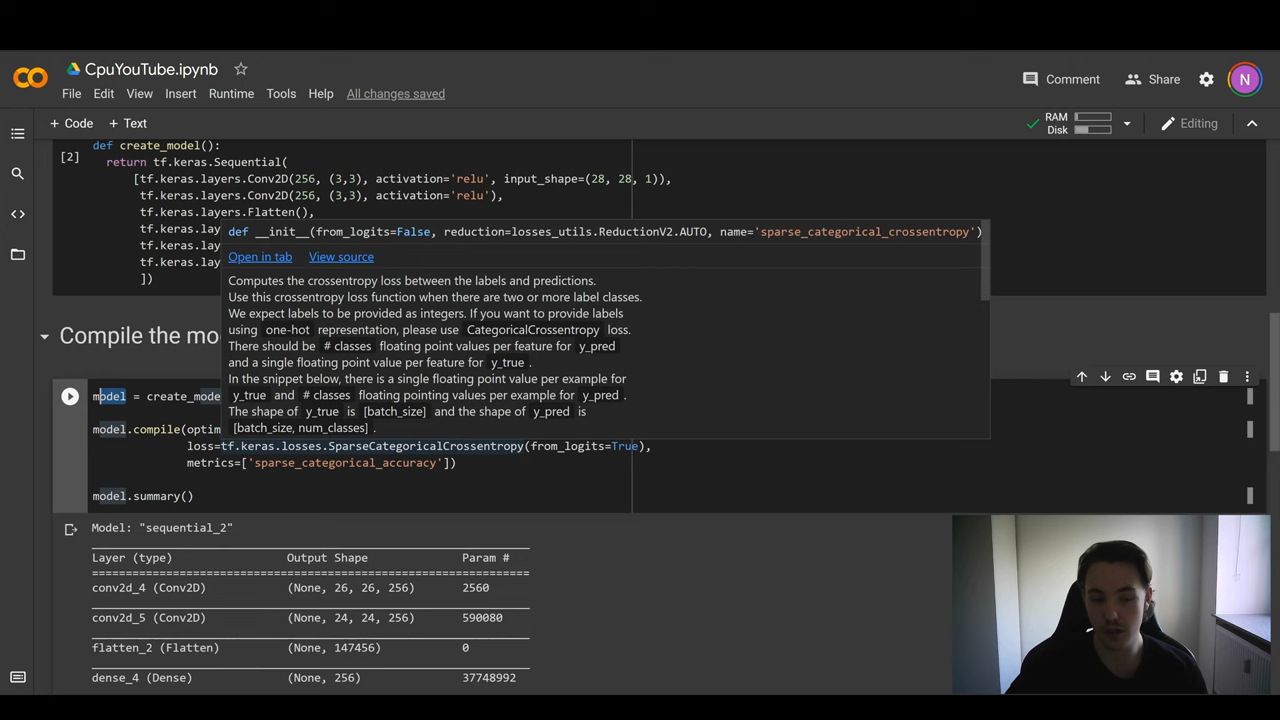 CpuYouTube.ipynb
File Edit View Insert Runtime Tools Help All changes saved
Comment Share N
+ Code + Text
RAM
Disk
Editing
def create_model():
[2]
return tf.keras.Sequential(
[tf.keras.layers.Conv2D(256, (3,3), activation='relu', input_shape=(28, 28, 1)),
tf.keras.layers.Conv2D(256, (3,3), activation='relu'),
tf.keras.layers.Flatten(),
tf.keras.lay
tf.keras.lay
tf.keras.lay
])
def __init__(from_logits=False, reduction=losses_utils.ReductionV2.AUTO, name='sparse_categorical_crossentropy')
Open in tab View source
Computes the crossentropy loss between the labels and predictions.
Use this crossentropy loss function when there are two or more label classes.
We expect labels to be provided as integers. If you want to provide labels
using one-hot representation, please use CategoricalCrossentropy loss.
There should be # classes floating point values per feature for y_pred
and a single floating point value per feature for y_true .
In the snippet below, there is a single floating point value per example for
y_true and # classes floating pointing values per example for y_pred .
The shape of y_true is [batch_size] and the shape of y_pred is
[batch_size, num_classes] .
Compile the mo
model = create_mode
model.compile(optim
loss=tf.keras.losses.SparseCategoricalCrossentropy(from_logits=True),
metrics=['sparse_categorical_accuracy'])
model.summary()
Model: "sequential_2"
Layer (type) Output Shape Param #
=================================================================
conv2d_4 (Conv2D) (None, 26, 26, 256) 2560
conv2d_5 (Conv2D) (None, 24, 24, 256) 590080
flatten_2 (Flatten) (None, 147456) 0
dense_4 (Dense) (None, 256) 37748992